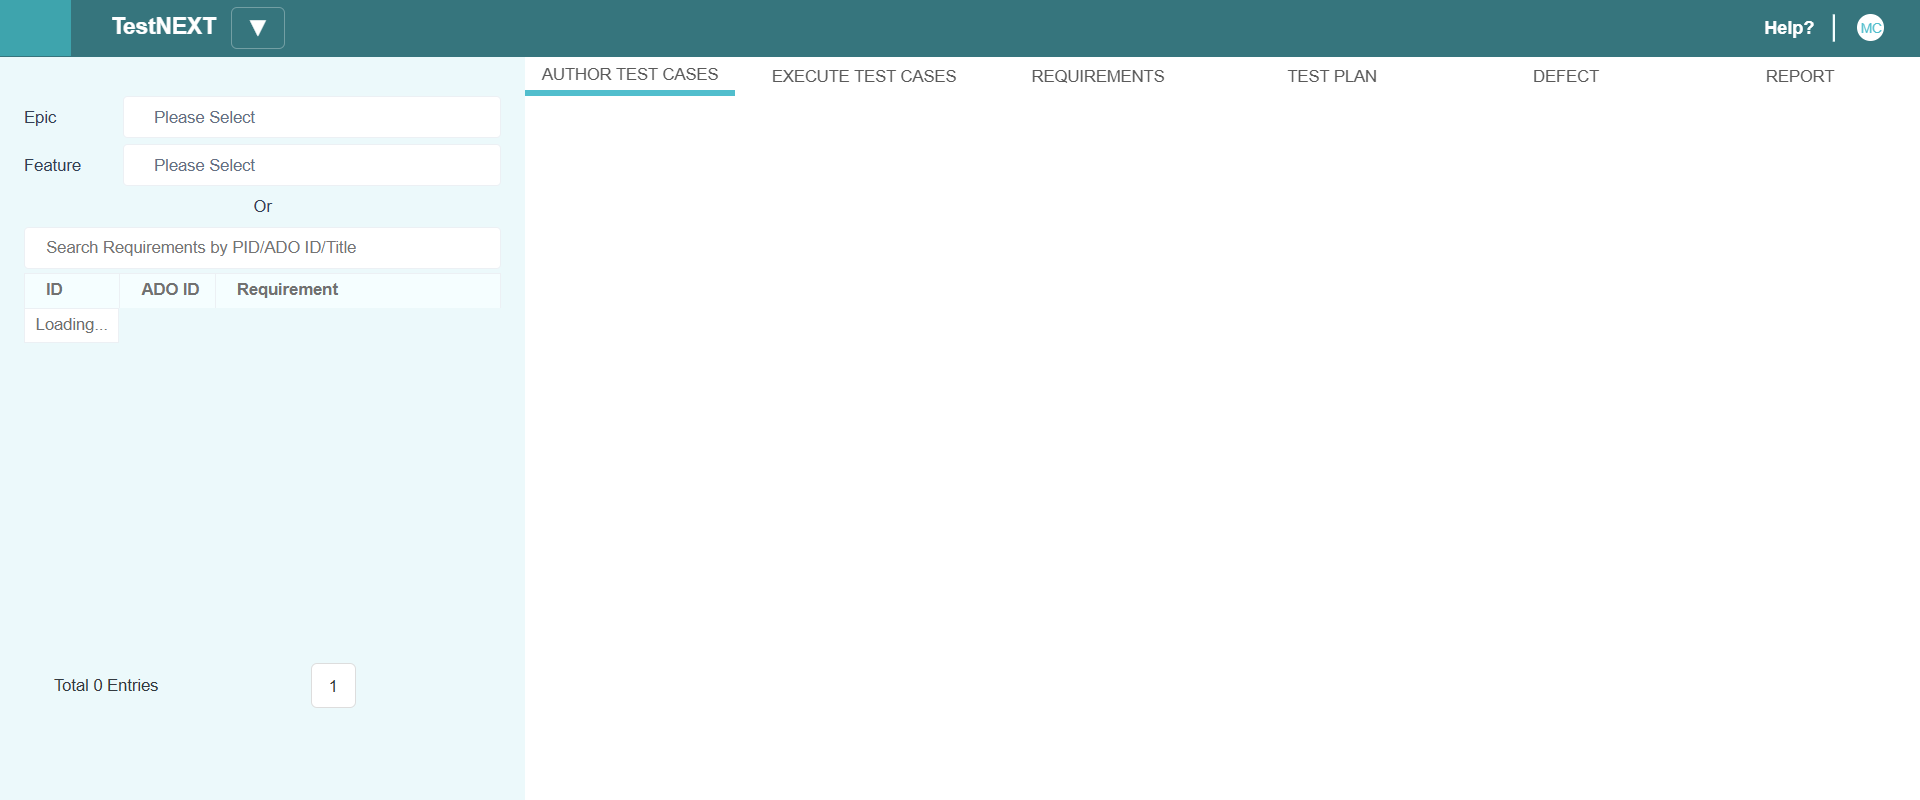 TestNEXT ▼ Help? MC
AUTHOR TEST CASES EXECUTE TEST CASES REQUIREMENTS TEST PLAN DEFECT REPORT
Epic Please Select
Feature Please Select
Or
Search Requirements by PID/ADO ID/Title
ID ADO ID Requirement
Loading...
Total 0 Entries 1